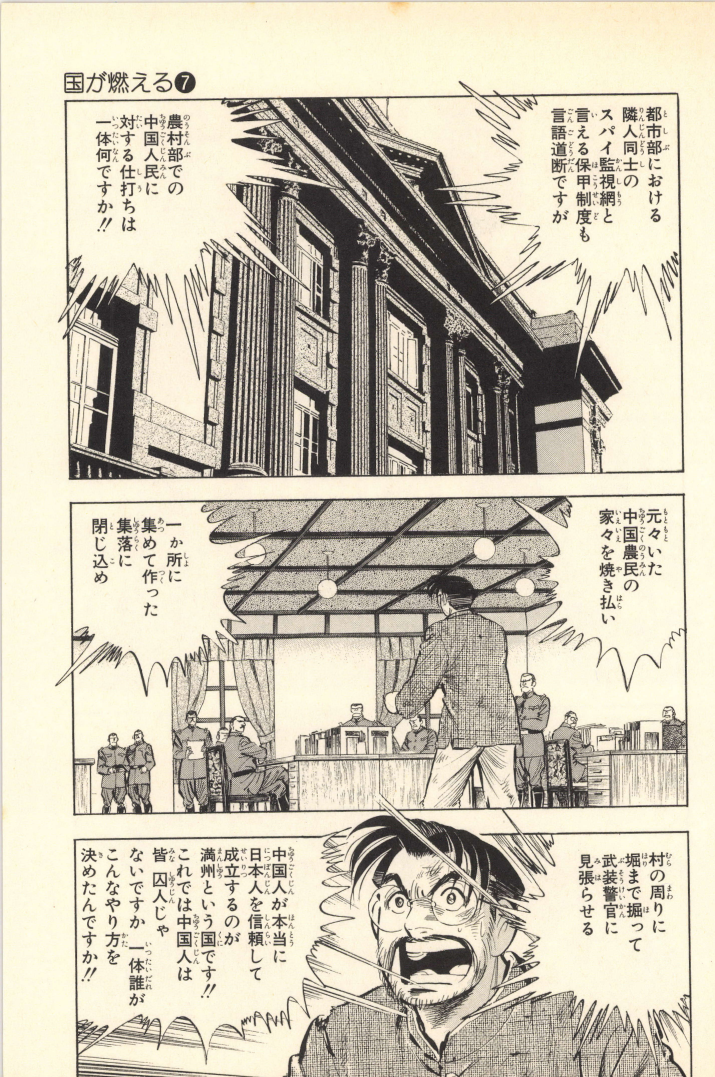 国が燃える❼
都市部における
隣人同士の
スパイ監視網と
言える保甲制度も
言語道断ですが
農村部での
中国人民に
対する仕打ちは
一体何ですか!!
元々いた
中国農民の
家々を焼き払い
一ヵ所に
集めて作った
集落に
閉じ込め
村の周りに
堀まで掘って
武装警官に
見張らせる
中国人が本当に
日本人を信頼して
成立するのが
満州という国です!!
これでは中国人は
皆 囚人じゃ
ないですか 一体誰が
こんなやり方を
決めたんですか!!